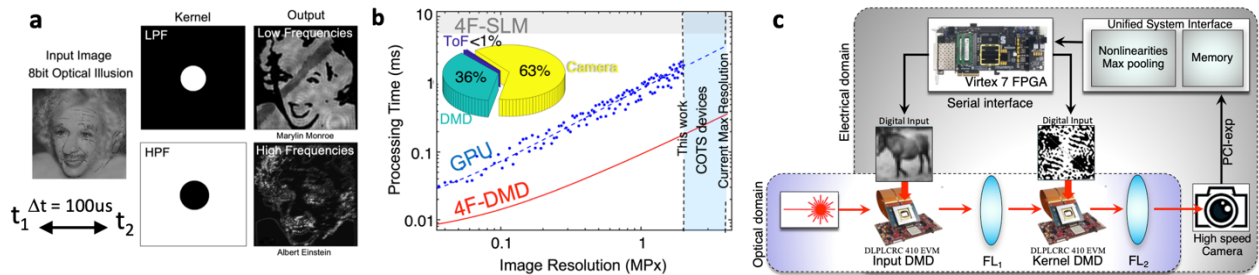 a
Input Image
8bit Optical Illusion
t1
Δt = 100us
t2
Kernel
LPF
HPF
Output
Low Frequencies
Marylin Monroe
High Frequencies
Albert Einstein
b
Processing Time (ms)
10
1
0.1
0.01
4F-SLM
ToF <1%
36%
63%
Camera
DMD
GRU
4F-DMD
This work
COTS devices
Current Max Resolution
0.1
1
Image Resolution (MPx)
c
Electrical domain
Virtex 7 FPGA
Serial interface
Unified System Interface
Nonlinearities
Max pooling
Memory
PCI-exp
Digital Input
Digital Input
Optical domain
DLPLCRC 410 EVM
Input DMD
FL1
DLPLCRC 410 EVM
Kernel DMD
FL2
High speed
Camera